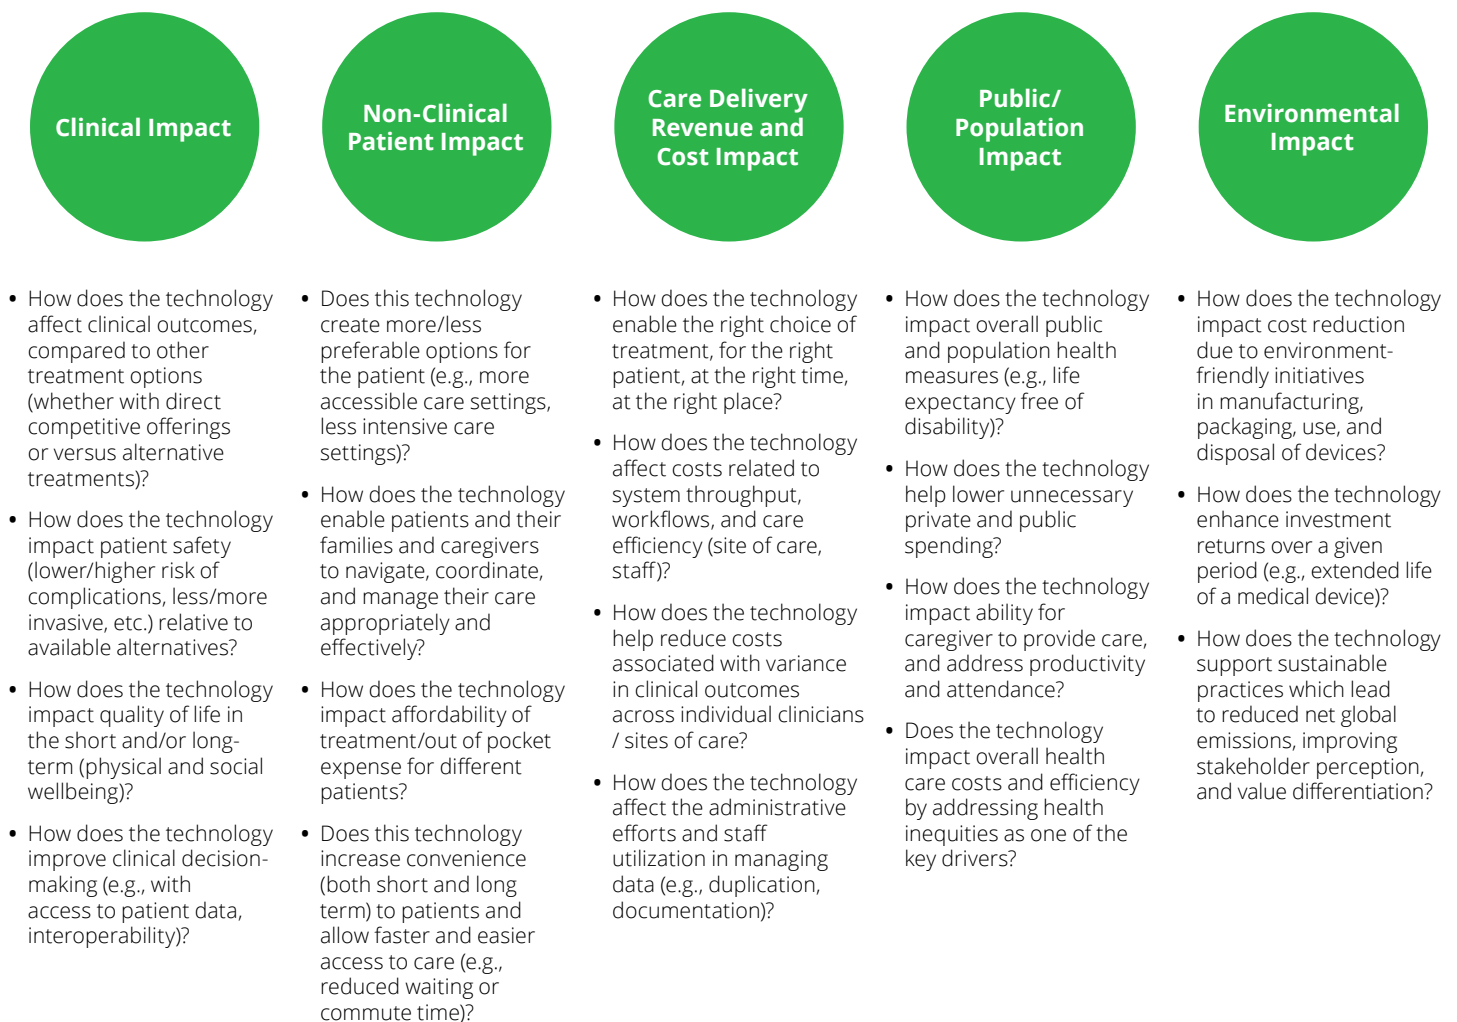 Clinical Impact
Non-Clinical
Patient Impact
Care Delivery
Revenue and
Cost Impact
Public/
Population
Impact
Environmental
Impact
• How does the technology
affect clinical outcomes,
compared to other
treatment options
(whether with direct
competitive offerings
or versus alternative
treatments)?
• How does the technology
impact patient safety
(lower/higher risk of
complications, less/more
invasive, etc.) relative to
available alternatives?
• How does the technology
impact quality of life in
the short and/or long-
term (physical and social
wellbeing)?
• How does the technology
improve clinical decision-
making (e.g., with
access to patient data,
interoperability)?
• Does this technology
create more/less
preferable options for
the patient (e.g., more
accessible care settings,
less intensive care
settings)?
• How does the technology
enable patients and their
families and caregivers
to navigate, coordinate,
and manage their care
appropriately and
effectively?
• How does the technology
impact affordability of
treatment/out of pocket
expense for different
patients?
• Does this technology
increase convenience
(both short and long
term) to patients and
allow faster and easier
access to care (e.g.,
reduced waiting or
commute time)?
• How does the technology
enable the right choice of
treatment, for the right
patient, at the right time,
at the right place?
• How does the technology
affect costs related to
system throughput,
workflows, and care
efficiency (site of care,
staff)?
• How does the technology
help reduce costs
associated with variance
in clinical outcomes
across individual clinicians
/ sites of care?
• How does the technology
affect the administrative
efforts and staff
utilization in managing
data (e.g., duplication,
documentation)?
• How does the technology
impact overall public
and population health
measures (e.g., life
expectancy free of
disability)?
• How does the technology
help lower unnecessary
private and public
spending?
• How does the technology
impact ability for
caregiver to provide care,
and address productivity
and attendance?
• Does the technology
impact overall health
care costs and efficiency
by addressing health
inequities as one of the
key drivers?
• How does the technology
impact cost reduction
due to environment-
friendly initiatives
in manufacturing,
packaging, use, and
disposal of devices?
• How does the technology
enhance investment
returns over a given
period (e.g., extended life
of a medical device)?
• How does the technology
support sustainable
practices which lead
to reduced net global
emissions, improving
stakeholder perception,
and value differentiation?